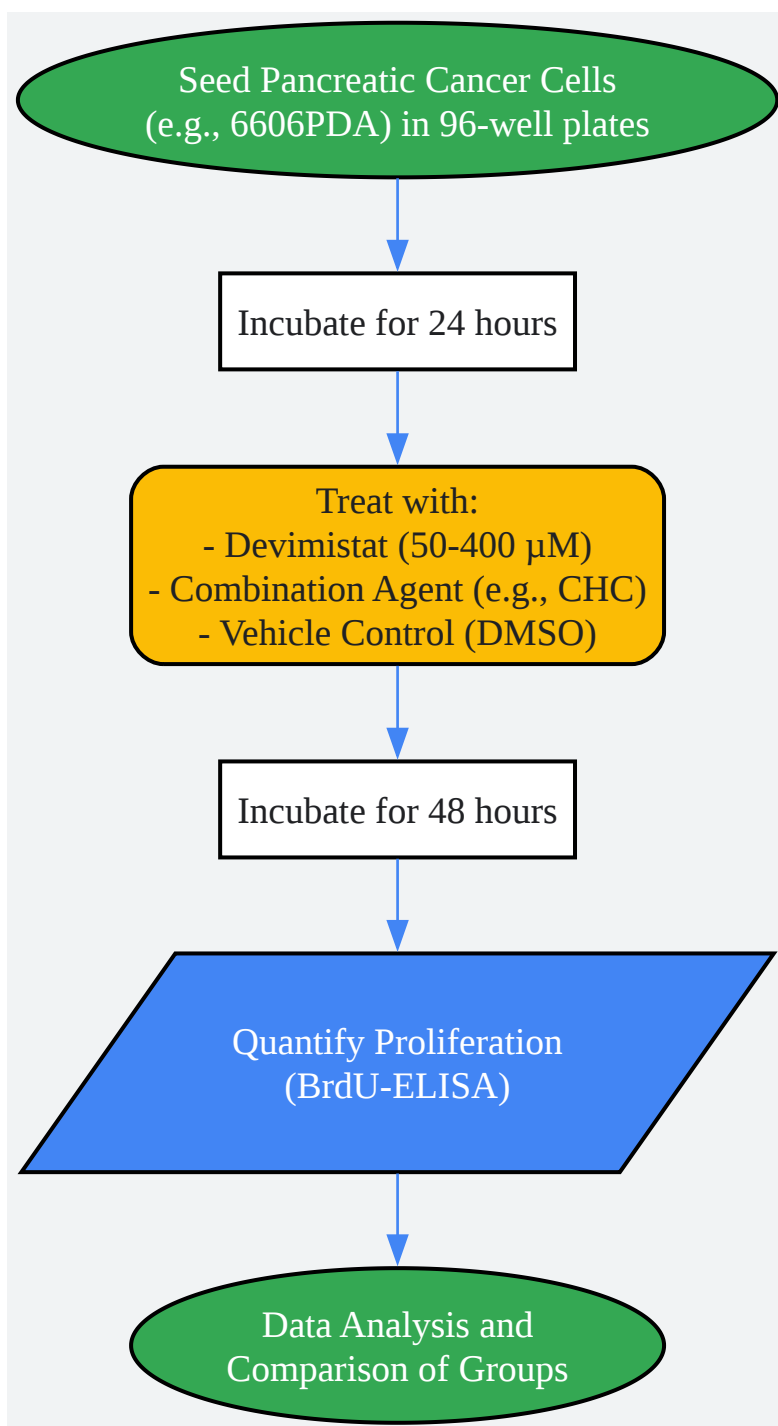 Seed Pancreatic Cancer Cells
(e.g., 6606PDA) in 96-well plates
Incubate for 24 hours
Treat with:
- Devimistat (50-400 µM)
- Combination Agent (e.g., CHC)
- Vehicle Control (DMSO)
Incubate for 48 hours
Quantify Proliferation
(BrdU-ELISA)
Data Analysis and
Comparison of Groups